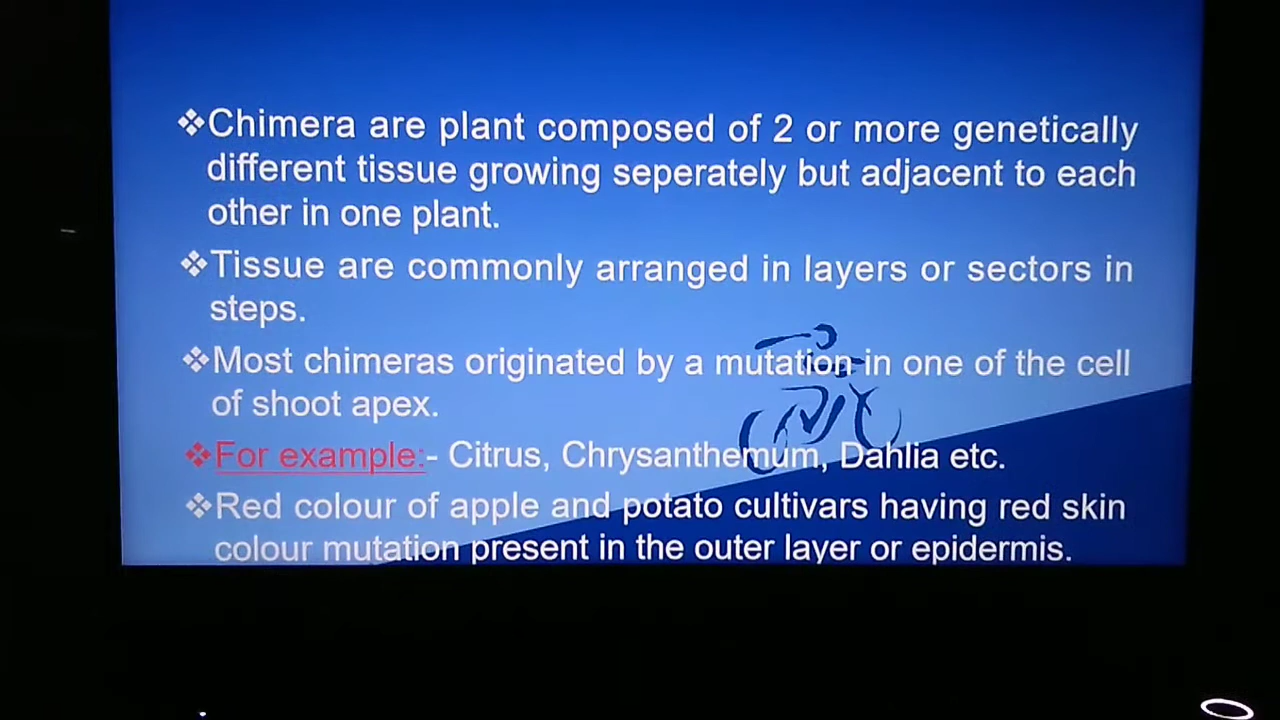 ❖Chimera are plant composed of 2 or more genetically
different tissue growing seperately but adjacent to each
other in one plant.
❖Tissue are commonly arranged in layers or sectors in
steps.
❖Most chimeras originated by a mutation in one of the cell
of shoot apex.
❖For example:- Citrus, Chrysanthemum, Dahlia etc.
❖Red colour of apple and potato cultivars having red skin
colour mutation present in the outer layer or epidermis.